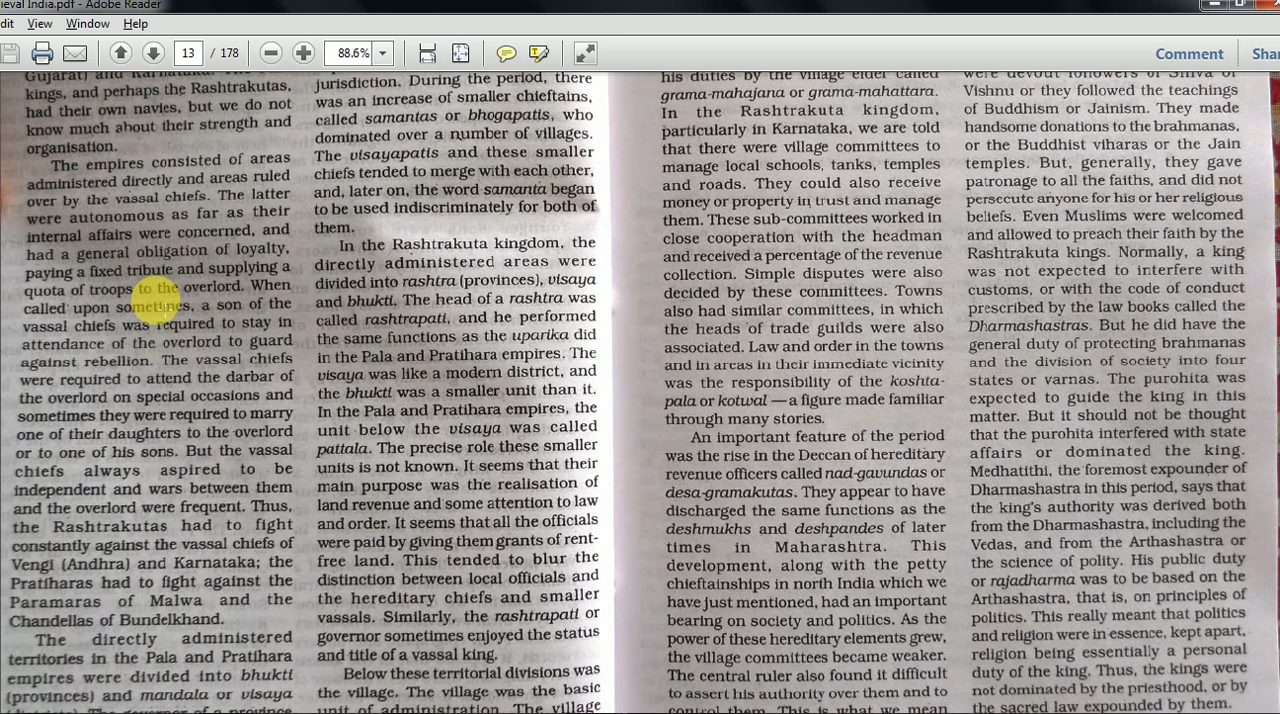 ieval India.pdf - Adobe Reader
dit View Window Help
13 / 178 88.6% Comment Shar
Gujarat) and Karnataka.
kings, and perhaps the Rashtrakutas,
had their own navies, but we do not
know much about their strength and
organisation.
The empires consisted of areas
administered directly and areas ruled
over by the vassal chiefs. The latter
were autonomous as far as their
internal affairs were concerned, and
had a general obligation of loyalty,
paying a fixed tribute and supplying a
quota of troops to the overlord. When
called upon sometimes, a son of the
vassal chiefs was required to stay in
attendance of the overlord to guard
against rebellion. The vassal chiefs
were required to attend the darbar of
the overlord on special occasions and
sometimes they were required to marry
one of their daughters to the overlord
or to one of his sons. But the vassal
chiefs always aspired to be
independent and wars between them
and the overlord were frequent. Thus,
the Rashtrakutas had to fight
constantly against the vassal chiefs of
Vengi (Andhra) and Karnataka; the
Pratiharas had to fight against the
Paramaras of Malwa and the
Chandellas of Bundelkhand.
The directly administered
territories in the Pala and Pratihara
empires were divided into bhukti
(provinces) and mandala or visaya
jurisdiction. During the period, there
was an increase of smaller chieftains,
called samantas or bhogapatis, who
dominated over a number of villages.
The visayapatis and these smaller
chiefs tended to merge with each other,
and, later on, the word samanta began
to be used indiscriminately for both of
them.
In the Rashtrakuta kingdom, the
directly administered areas were
divided into rashtra (provinces), visaya
and bhukti. The head of a rashtra was
called rashtrapati, and he performed
the same functions as the uparika did
in the Pala and Pratihara empires. The
visaya was like a modern district, and
the bhukti was a smaller unit than it.
In the Pala and Pratihara empires, the
unit below the visaya was called
pattala. The precise role these smaller
units is not known. It seems that their
main purpose was the realisation of
land revenue and some attention to law
and order. It seems that all the officials
were paid by giving them grants of rent-
free land. This tended to blur the
distinction between local officials and
the hereditary chiefs and smaller
vassals. Similarly, the rashtrapati or
governor sometimes enjoyed the status
and title of a vassal king.
Below these territorial divisions was
the village. The village was the basic
unit of administration. The village
his duties by the village elder called
grama-mahajana or grama-mahattara.
In the Rashtrakuta kingdom,
particularly in Karnataka, we are told
that there were village committees to
manage local schools, tanks, temples
and roads. They could also receive
money or property in trust and manage
them. These sub-committees worked in
close cooperation with the headman
and received a percentage of the revenue
collection. Simple disputes were also
decided by these committees. Towns
also had similar committees, in which
the heads of trade guilds were also
associated. Law and order in the towns
and in areas in their immediate vicinity
was the responsibility of the koshta-
pala or kotwal —a figure made familiar
through many stories.
An important feature of the period
was the rise in the Deccan of hereditary
revenue officers called nad-gavundas or
desa-gramakutas. They appear to have
discharged the same functions as the
deshmukhs and deshpandes of later
times in Maharashtra. This
development, along with the petty
chieftainships in north India which we
have just mentioned, had an important
bearing on society and politics. As the
power of these hereditary elements grew,
the village committees became weaker.
The central ruler also found it difficult
to assert his authority over them and to
control them. This is what we mean
were devout followers of Shiva or
Vishnu or they followed the teachings
of Buddhism or Jainism. They made
handsome donations to the brahmanas,
or the Buddhist viharas or the Jain
temples. But, generally, they gave
patronage to all the faiths, and did not
persecute anyone for his or her religious
beliefs. Even Muslims were welcomed
and allowed to preach their faith by the
Rashtrakuta kings. Normally, a king
was not expected to interfere with
customs, or with the code of conduct
prescribed by the law books called the
Dharmashastras. But he did have the
general duty of protecting brahmanas
and the division of society into four
states or varnas. The purohita was
expected to guide the king in this
matter. But it should not be thought
that the purohita interfered with state
affairs or dominated the king.
Medhatithi, the foremost expounder of
Dharmashastra in this period, says that
the king's authority was derived both
from the Dharmashastra, including the
Vedas, and from the Arthashastra or
the science of polity. His public duty
or rajadharma was to be based on the
Arthashastra, that is, on principles of
politics. This really meant that politics
and religion were in essence, kept apart,
religion being essentially a personal
duty of the king. Thus, the kings were
not dominated by the priesthood, or by
the sacred law expounded by them.